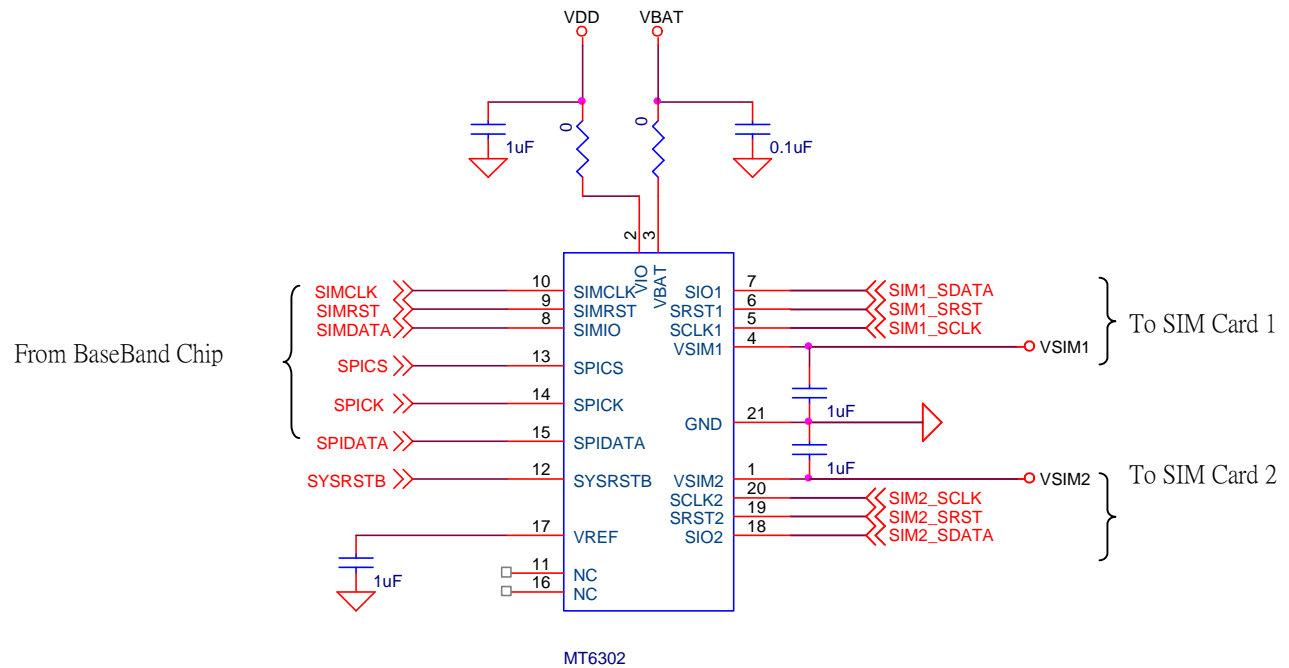 VDD
VBAT
1uF
0
0
0.1uF
2
3
VIO
VBAT
From BaseBand Chip
SIMCLK
10
SIMCLK
SIMRST
9
SIMRST
SIMDATA
8
SIMIO
SPICS
13
SPICS
SPICK
14
SPICK
SPIDATA
15
SPIDATA
SYSRSTB
12
SYSRSTB
17
VREF
1uF
11
NC
16
NC
SIO1
7
SIM1_SDATA
SRST1
6
SIM1_SRST
SCLK1
5
SIM1_SCLK
VSIM1
4
VSIM1
To SIM Card 1
1uF
GND
21
1uF
VSIM2
1
VSIM2
SCLK2
20
SIM2_SCLK
SRST2
19
SIM2_SRST
SIO2
18
SIM2_SDATA
To SIM Card 2
MT6302